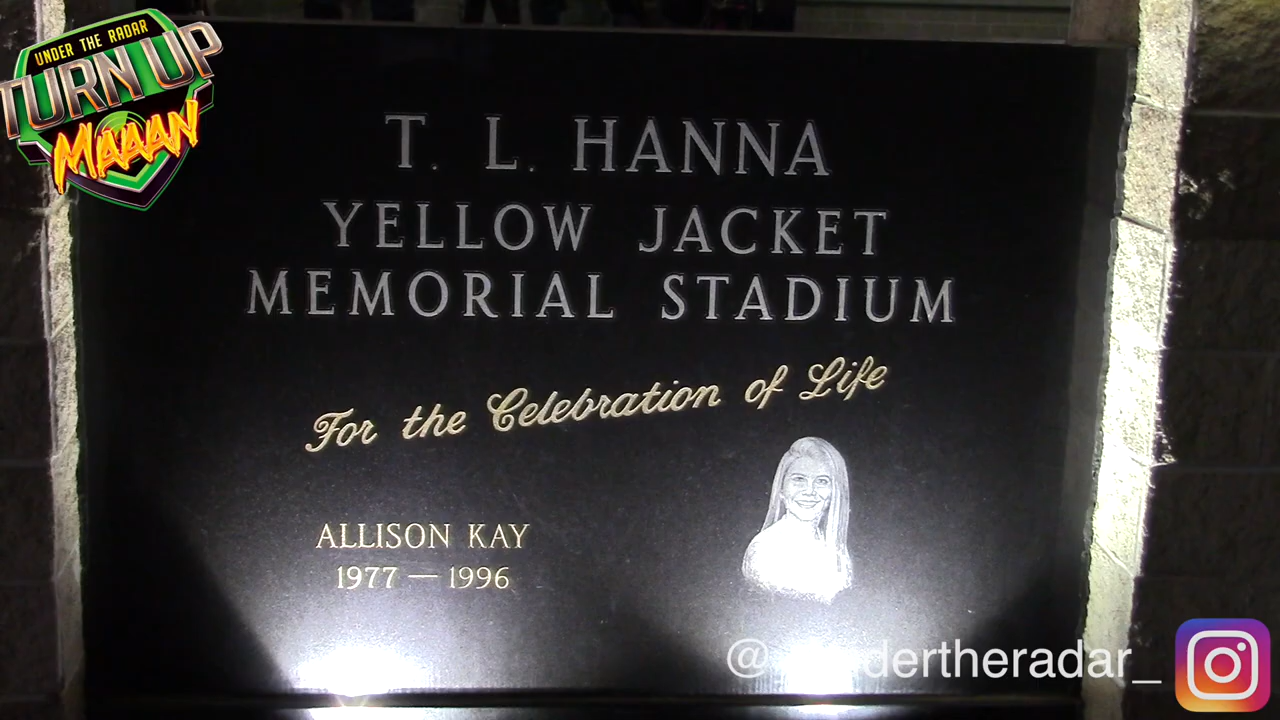 UNDER THE RADAR
TURN UP
MAAAN
T. L. HANNA
YELLOW JACKET
MEMORIAL STADIUM
For the Celebration of Life
ALLISON KAY
1977 — 1996